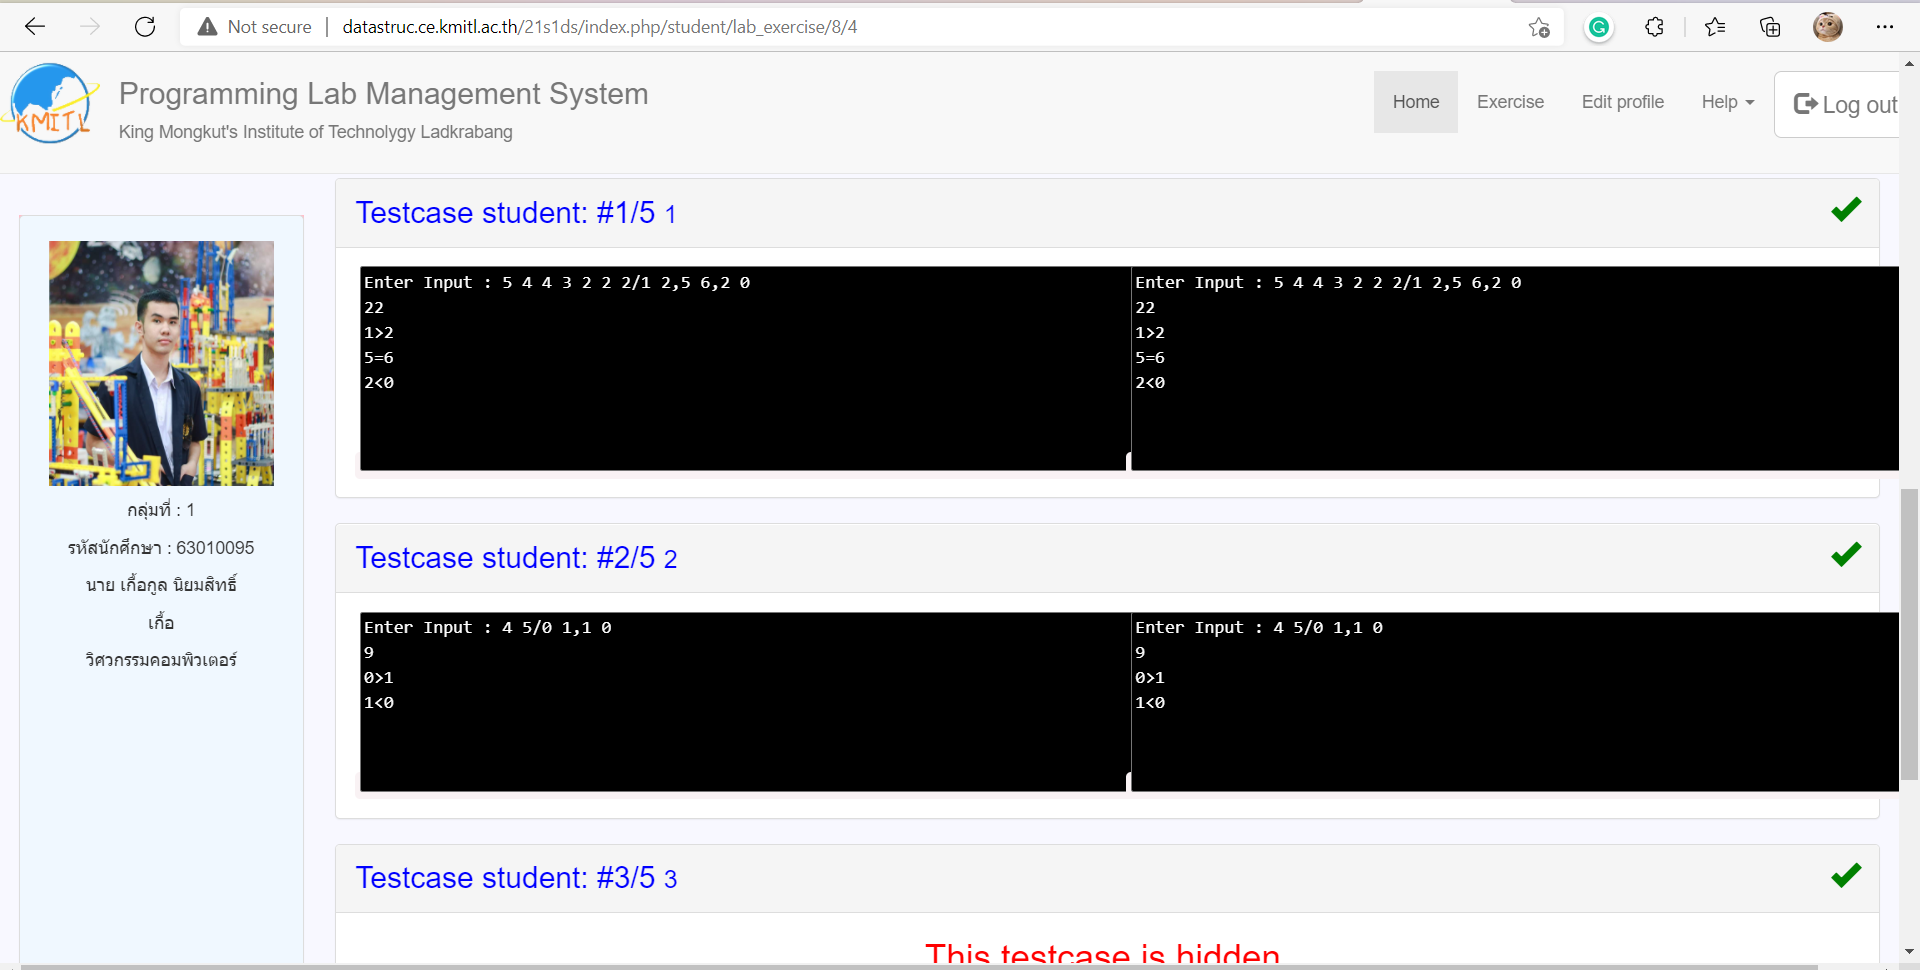 Not secure | datastruc.ce.kmitl.ac.th/21s1ds/index.php/student/lab_exercise/8/4
KMITL
Programming Lab Management System
King Mongkut's Institute of Technolygy Ladkrabang
Home Exercise Edit profile Help Log out
กลุ่มที่ : 1
รหัสนักศึกษา : 63010095
นาย เกื้อกูล นิยมสิทธิ์
เกื้อ
วิศวกรรมคอมพิวเตอร์
Testcase student: #1/5 1
Enter Input : 5 4 4 3 2 2 2/1 2,5 6,2 0
22
1>2
5=6
2<0
Enter Input : 5 4 4 3 2 2 2/1 2,5 6,2 0
22
1>2
5=6
2<0
Testcase student: #2/5 2
Enter Input : 4 5/0 1,1 0
9
0>1
1<0
Enter Input : 4 5/0 1,1 0
9
0>1
1<0
Testcase student: #3/5 3
This testcase is hidden